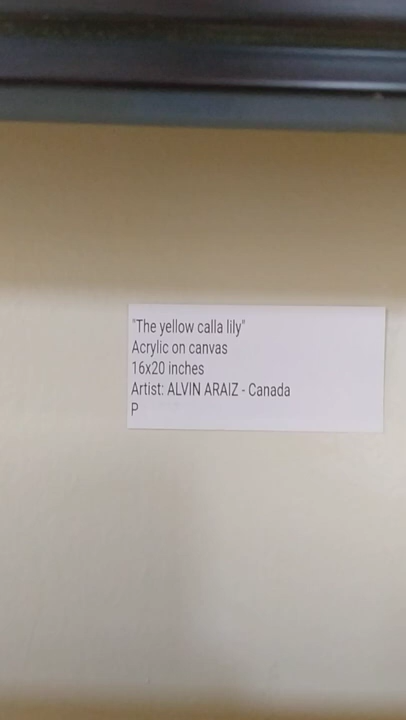 "The yellow calla lily"
Acrylic on canvas
16x20 inches
Artist: ALVIN ARAIZ - Canada
P